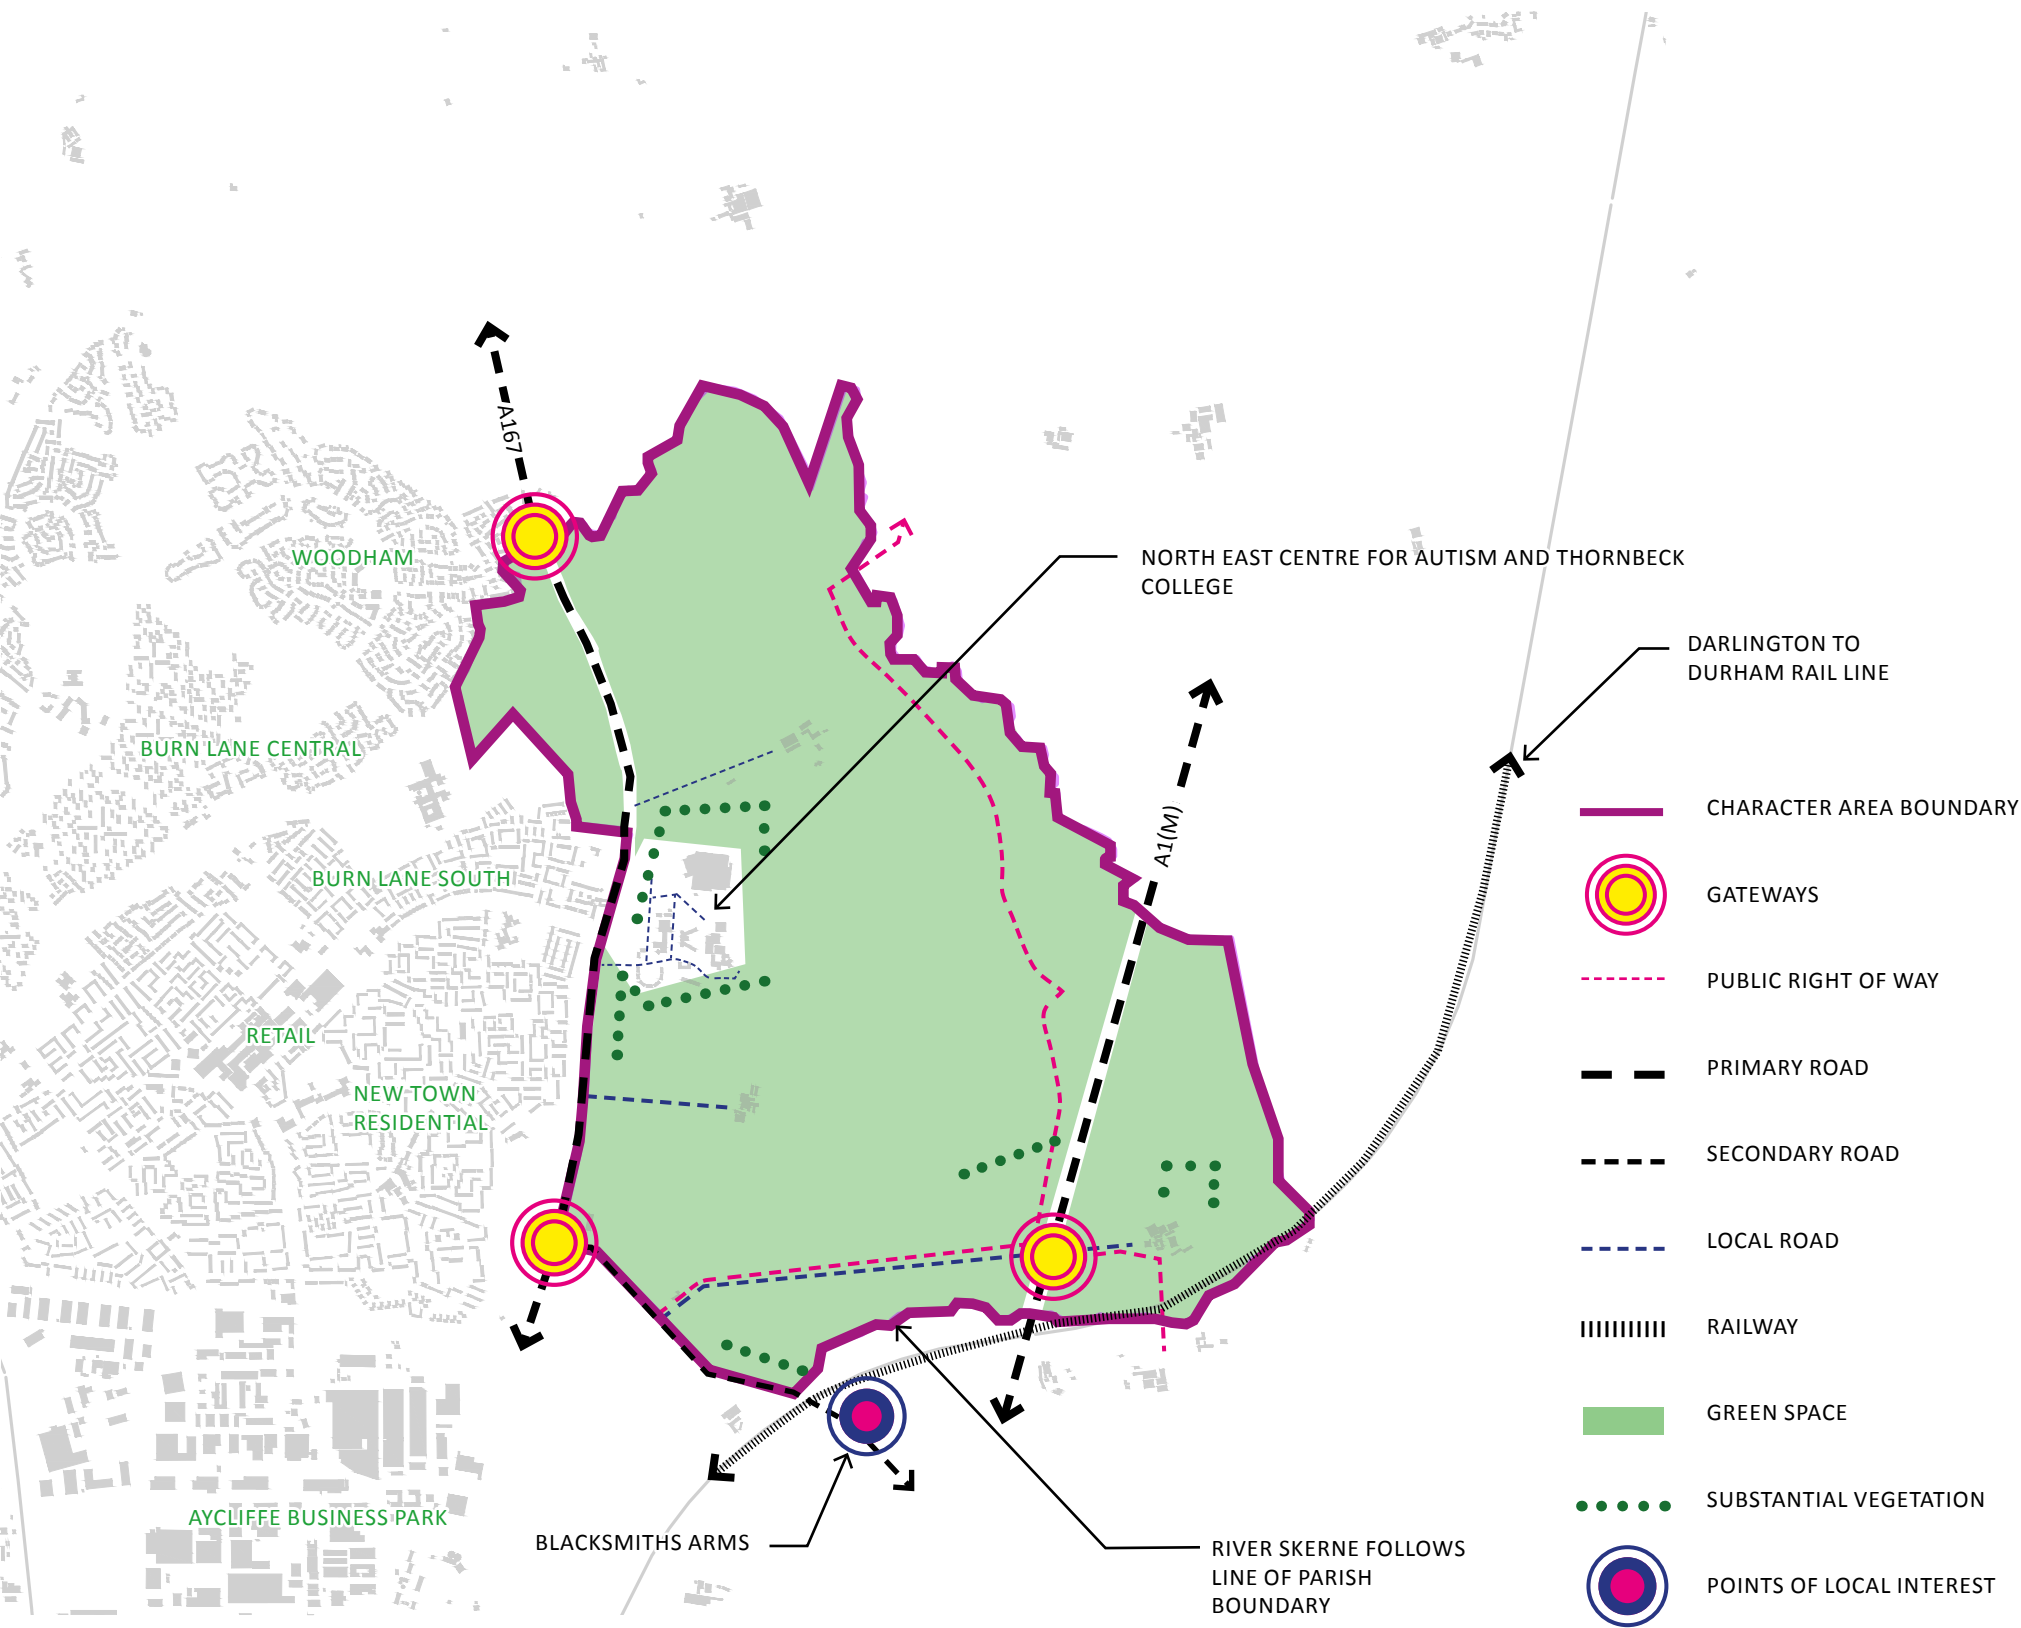 A167
WOODHAM
NORTH EAST CENTRE FOR AUTISM AND THORNBECK
COLLEGE
DARLINGTON TO
DURHAM RAIL LINE
BURN LANE CENTRAL
A1(M)
BURN LANE SOUTH
RETAIL
NEW TOWN
RESIDENTIAL
AYCLIFFE BUSINESS PARK
BLACKSMITHS ARMS
RIVER SKERNE FOLLOWS
LINE OF PARISH
BOUNDARY
CHARACTER AREA BOUNDARY
GATEWAYS
PUBLIC RIGHT OF WAY
PRIMARY ROAD
SECONDARY ROAD
LOCAL ROAD
RAILWAY
GREEN SPACE
SUBSTANTIAL VEGETATION
POINTS OF LOCAL INTEREST